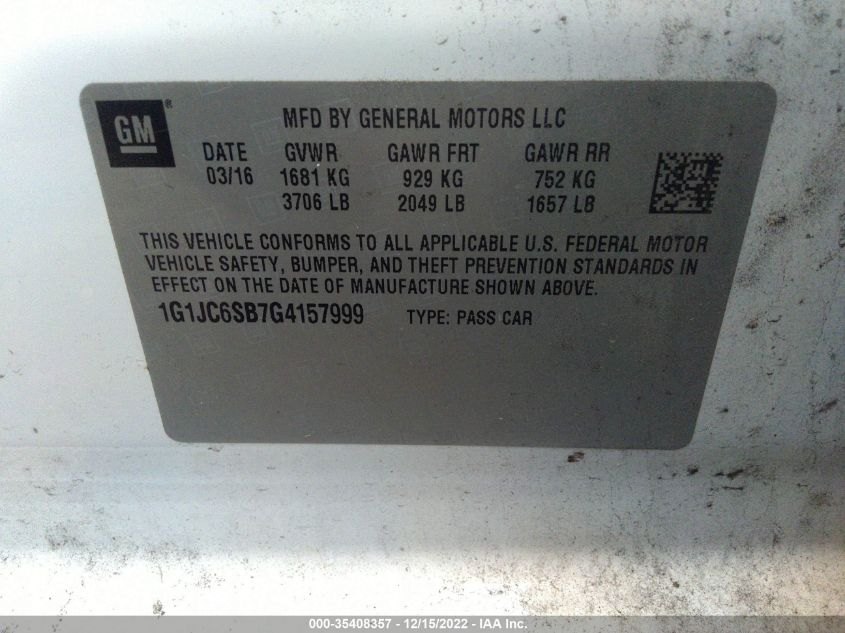 GM®
MFD BY GENERAL MOTORS LLC
DATE GVWR GAWR FRT GAWR RR
03/16 1681 KG 929 KG 752 KG
3706 LB 2049 LB 1657 LB
THIS VEHICLE CONFORMS TO ALL APPLICABLE U.S. FEDERAL MOTOR
VEHICLE SAFETY, BUMPER, AND THEFT PREVENTION STANDARDS IN
EFFECT ON THE DATE OF MANUFACTURE SHOWN ABOVE.
1G1JC6SB7G4157999 TYPE: PASS CAR
000-35408357 - 12/15/2022 - IAA Inc.